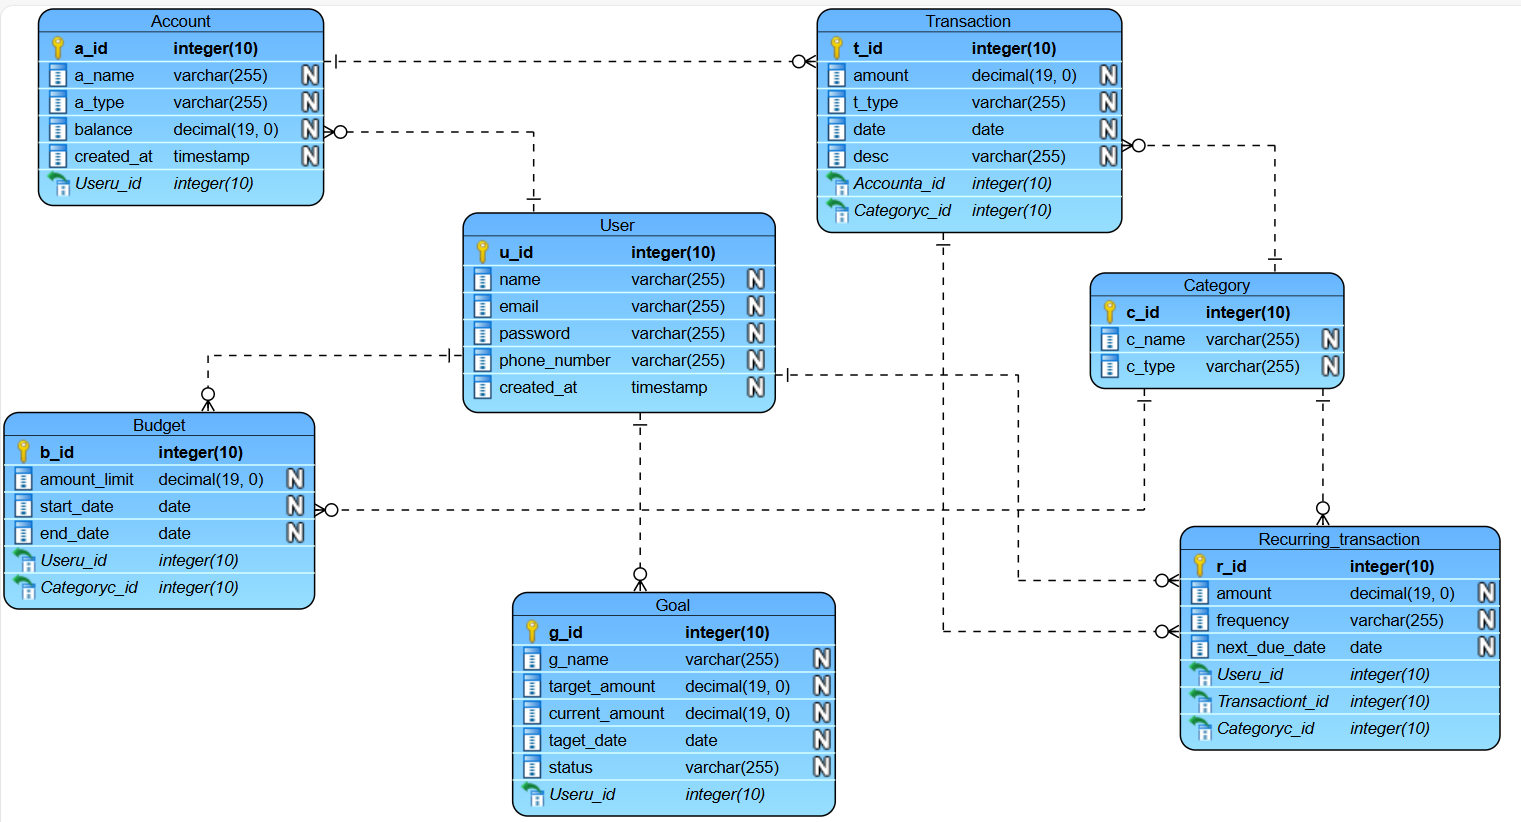 Account
a_id integer(10)
a_name varchar(255) N
a_type varchar(255) N
balance decimal(19, 0) N
created_at timestamp N
Useru_id integer(10)
Transaction
t_id integer(10)
amount decimal(19, 0) N
t_type varchar(255) N
date date N
desc varchar(255) N
Accounta_id integer(10)
Categoryc_id integer(10)
User
u_id integer(10)
name varchar(255) N
email varchar(255) N
password varchar(255) N
phone_number varchar(255) N
created_at timestamp N
Category
c_id integer(10)
c_name varchar(255) N
c_type varchar(255) N
Budget
b_id integer(10)
amount_limit decimal(19, 0) N
start_date date N
end_date date N
Useru_id integer(10)
Categoryc_id integer(10)
Goal
g_id integer(10)
g_name varchar(255) N
target_amount decimal(19, 0) N
current_amount decimal(19, 0) N
taget_date date N
status varchar(255) N
Useru_id integer(10)
Recurring_transaction
r_id integer(10)
amount decimal(19, 0) N
frequency varchar(255) N
next_due_date date N
Useru_id integer(10)
Transactiont_id integer(10)
Categoryc_id integer(10)